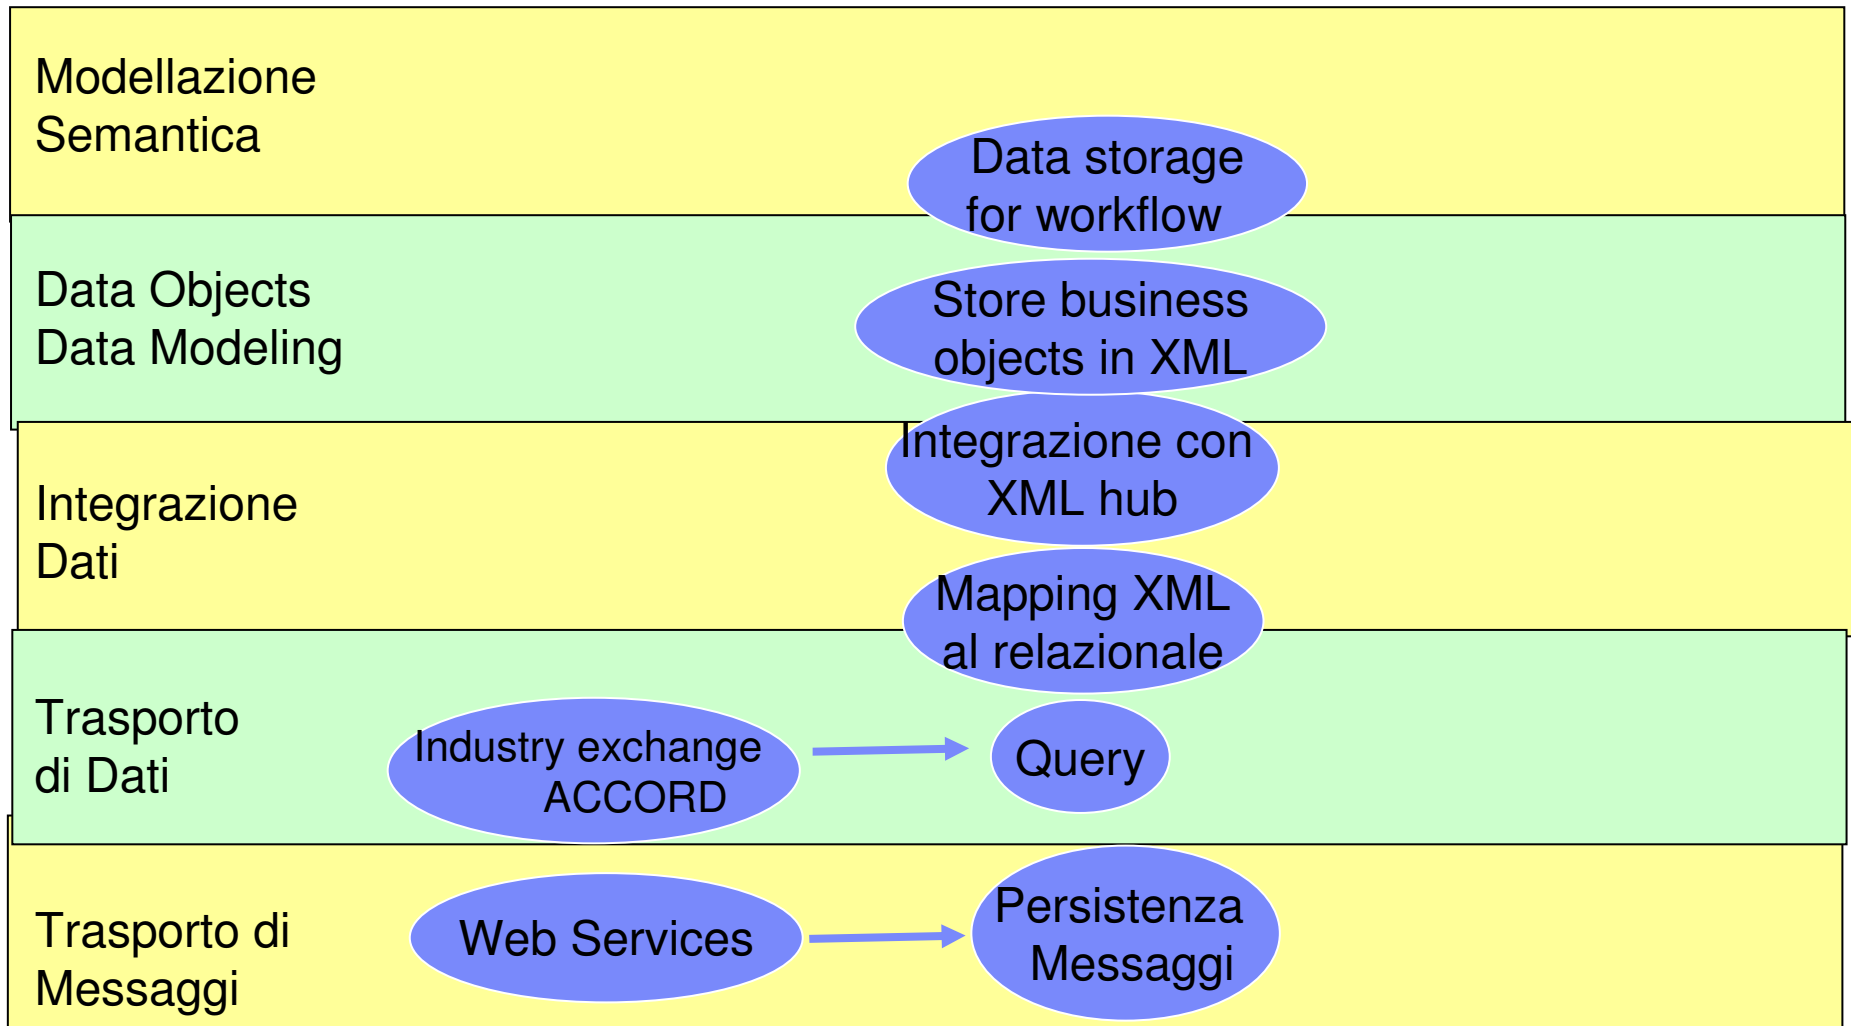 Modellazione
Semantica
Data storage
for workflow
Data Objects
Data Modeling
Store business
objects in XML
Integrazione
Dati
Integrazione con
XML hub
Mapping XML
al relazionale
Trasporto
di Dati
Industry exchange
ACCORD
Query
Trasporto di
Messaggi
Web Services
Persistenza
Messaggi